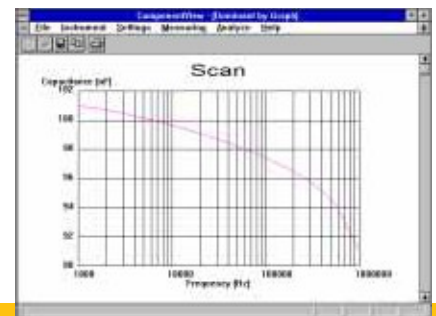 ComponentView - [Document by Graph]
File Instrument Settings Measuring Analyze Help
Scan
Capacitance [nF]
102
100
98
96
94
92
90
1000 10000 100000 1000000
Frequency [Hz]